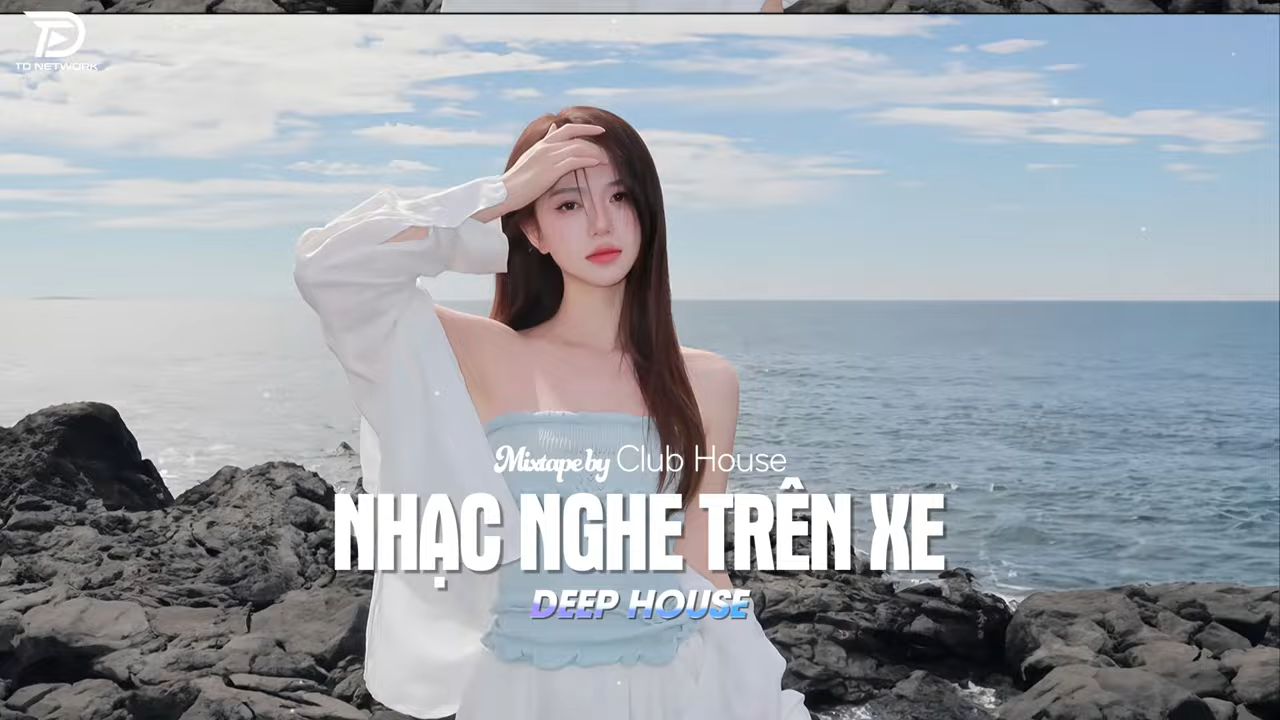 TD NETWORK
Mixtape by Club House
NHẠC NGHE TRÊN XE
DEEP HOUSE